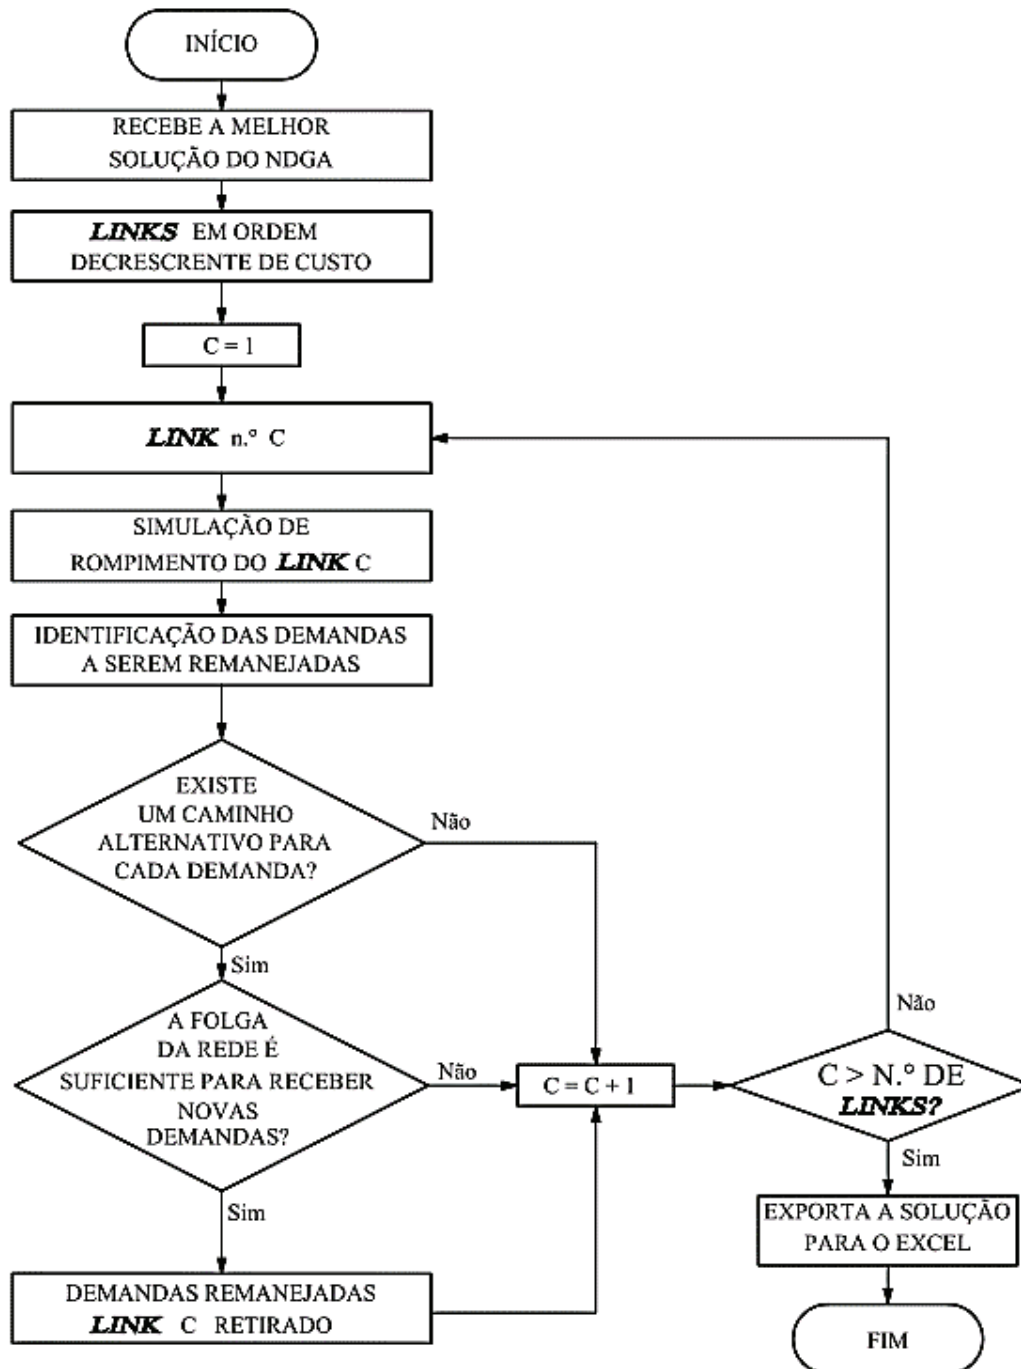 INÍCIO
RECEBE A MELHOR
SOLUÇÃO DO NDGA
LINKS EM ORDEM
DECRESCRENTE DE CUSTO
C = 1
LINK n.º C
SIMULAÇÃO DE
ROMPIMENTO DO LINK C
IDENTIFICAÇÃO DAS DEMANDAS
A SEREM REMANEJADAS
EXISTE
UM CAMINHO
ALTERNATIVO PARA
CADA DEMANDA?
Não
Sim
A FOLGA
DA REDE É
SUFICIENTE PARA RECEBER
NOVAS
DEMANDAS?
Não
Sim
DEMANDAS REMANEJADAS
LINK C RETIRADO
C = C + 1
Não
C > N.º DE
LINKS?
Sim
EXPORTA A SOLUÇÃO
PARA O EXCEL
FIM